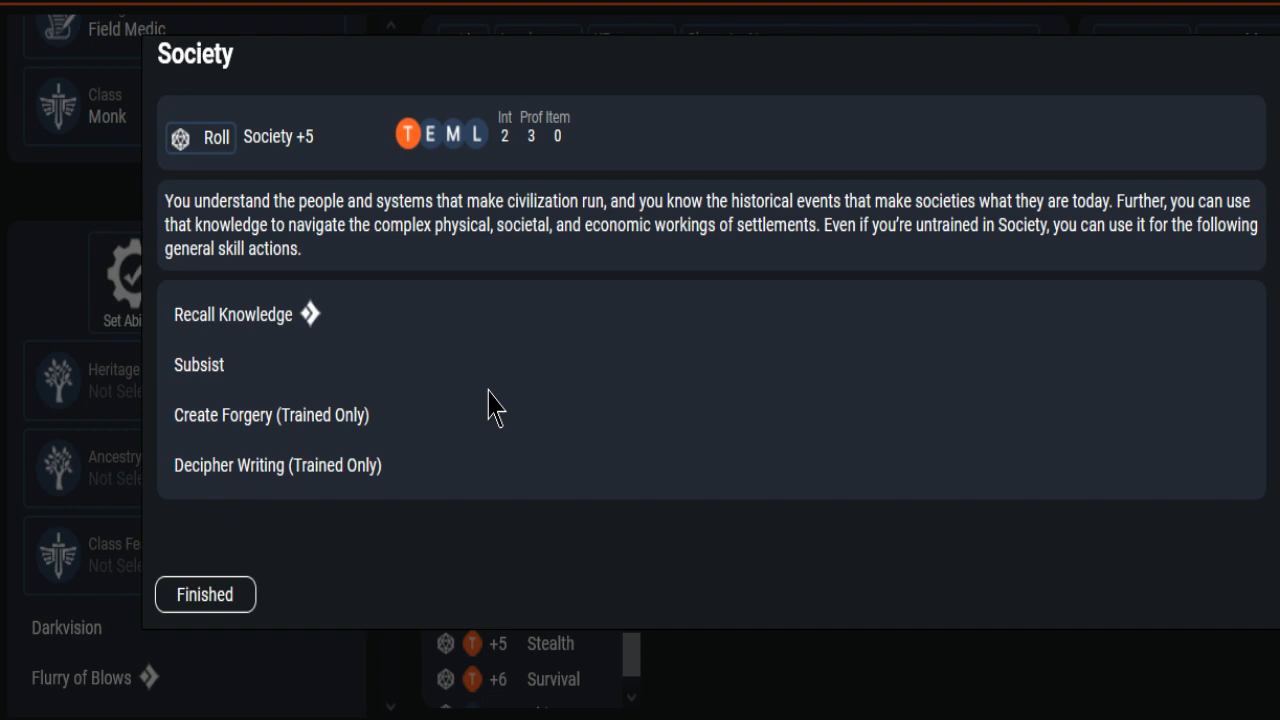 Field Medic
Society
Class
Monk
Int Prof Item
Roll Society +5 T E M L 2 3 0
You understand the people and systems that make civilization run, and you know the historical events that make societies what they are today. Further, you can use
that knowledge to navigate the complex physical, societal, and economic workings of settlements. Even if you're untrained in Society, you can use it for the following
general skill actions.
Recall Knowledge
Set Abi
Subsist
Heritage
Not Sele
Create Forgery (Trained Only)
Ancestry
Decipher Writing (Trained Only)
Not Sele
Class Fe
Not Sele
Finished
Darkvision
T +5 Stealth
Flurry of Blows
T +6 Survival